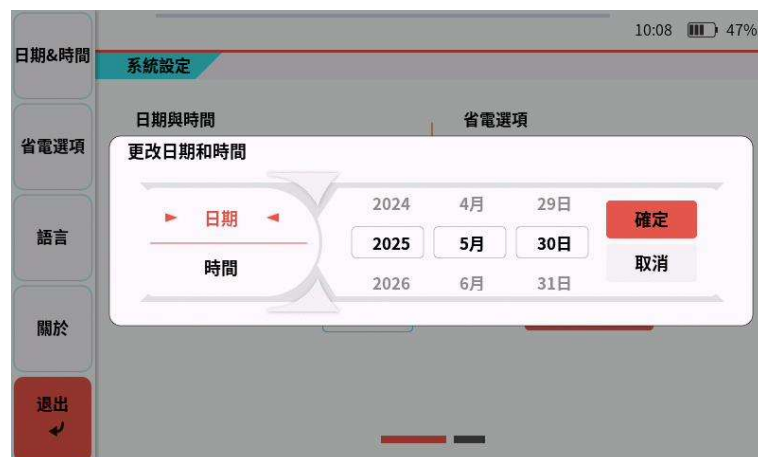 10:08 47%
日期&時間
系統設定
日期與時間 省電選項
省電選項
更改日期和時間
2024 4月 29日
日期
確定
2025 5月 30日
語言
時間
取消
2026 6月 31日
關於
退出